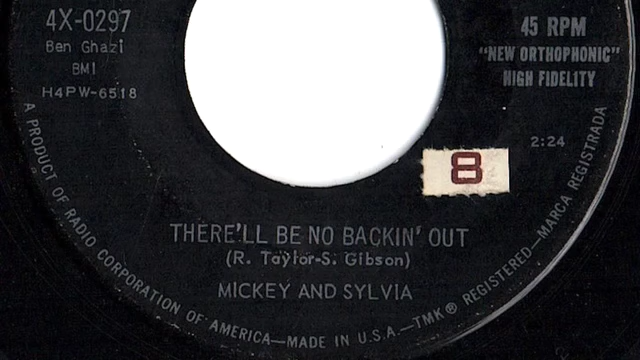 4X-0297
Ben Ghazi
BMI
H4PW-6518
45 RPM
"NEW ORTHOPHONIC"
HIGH FIDELITY
2:24
8
THERE'LL BE NO BACKIN' OUT
(R. Taylor-S. Gibson)
MICKEY AND SYLVIA
A PRODUCT OF RADIO CORPORATION OF AMERICA—MADE IN U.S.A.—TMK® REGISTERED—MARCA REGISTRADA